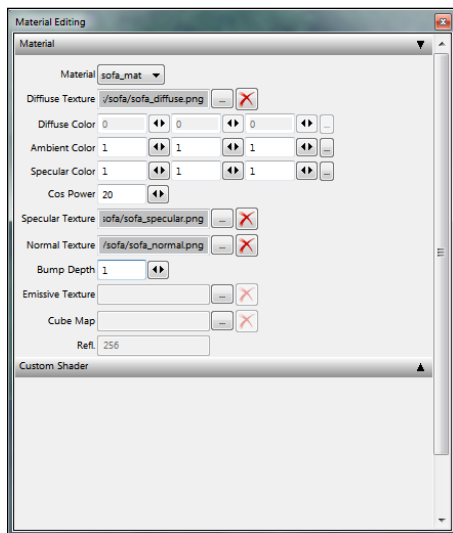 Material Editing
Material
Material sofa_mat
Diffuse Texture ./sofa/sofa_diffuse.png ...
Diffuse Color 0 0 0 ...
Ambient Color 1 1 1 ...
Specular Color 1 1 1 ...
Cos Power 20
Specular Texture sofa/sofa_specular.png ...
Normal Texture /sofa/sofa_normal.png ...
Bump Depth 1
Emissive Texture ...
Cube Map ...
Refl. 256
Custom Shader